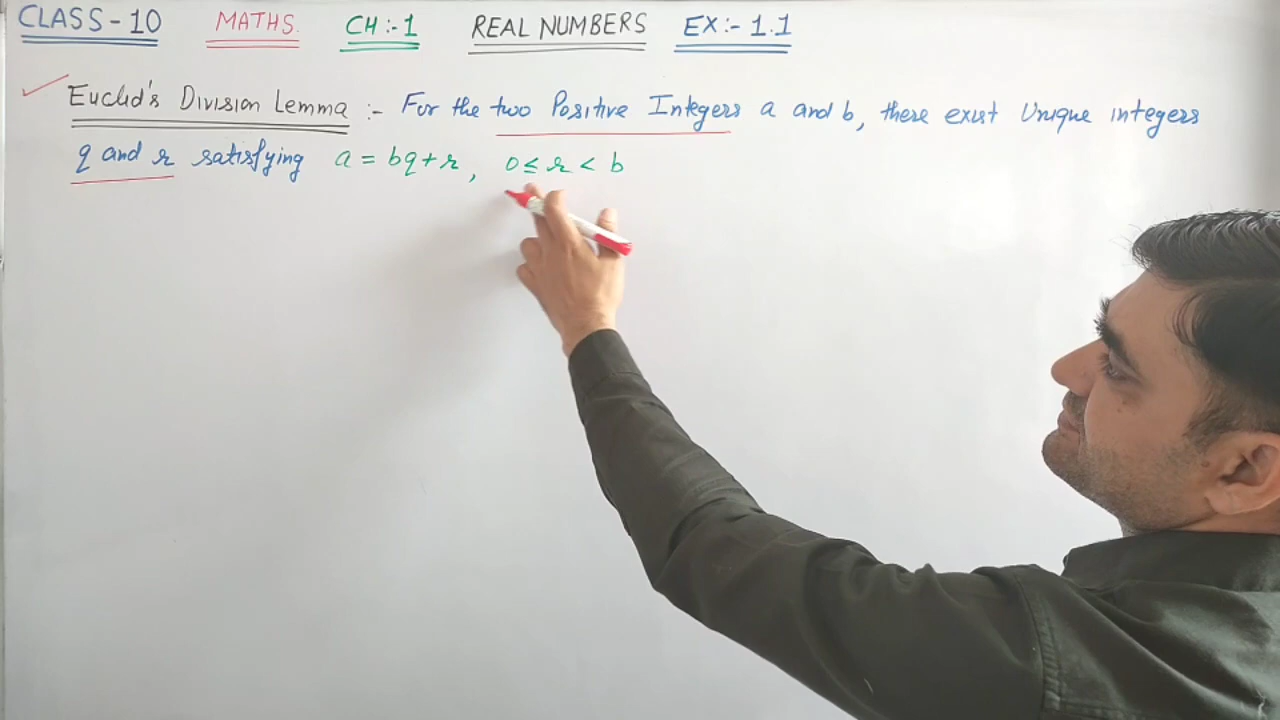 CLASS-10 MATHS. CH:-1 REAL NUMBERS EX:- 1.1
Euclid's Division Lemma :- For the two Positive Integers a and b, there exist Unique integers
q and r satisfying a = bq+r, 0≤ r < b